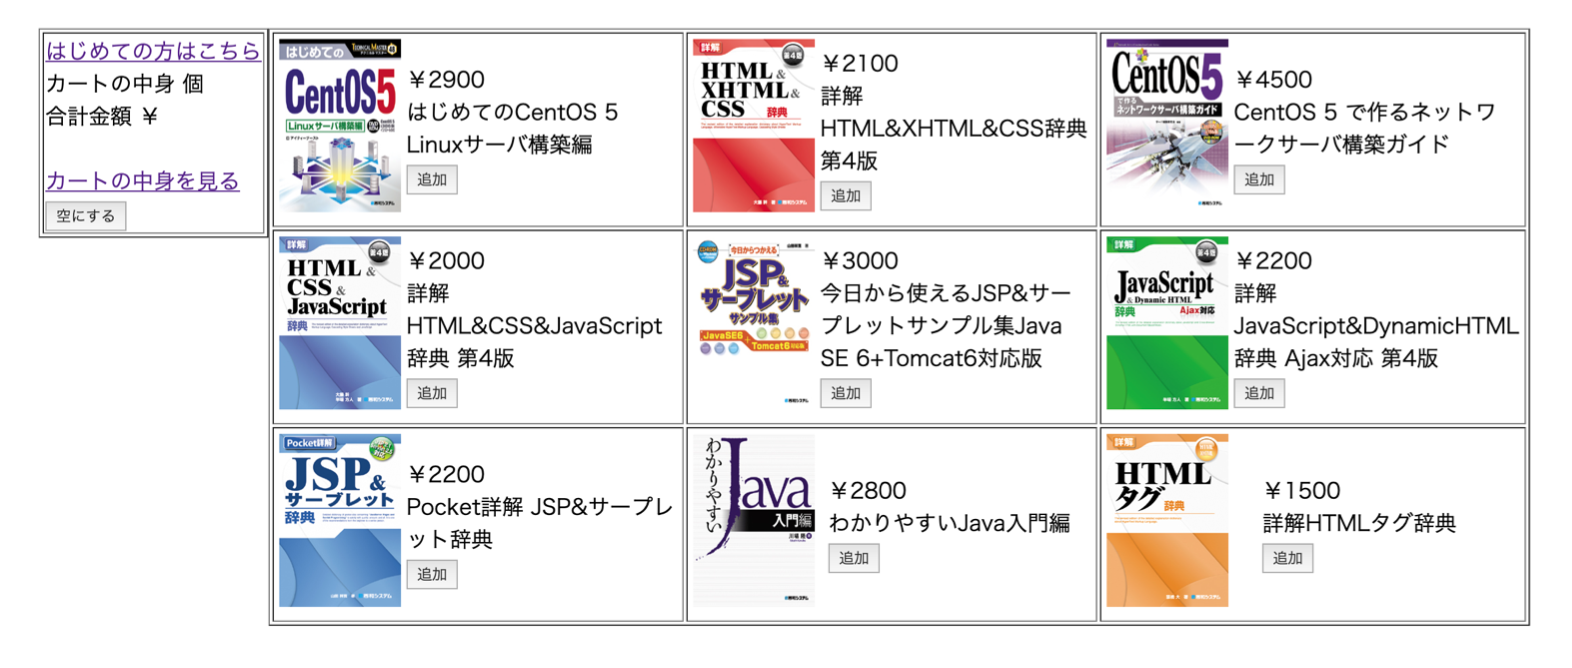 はじめての方はこちら
カートの中身 個
合計金額 ￥
カートの中身を見る
空にする
はじめての
CentOS5
Linuxサーバ構築編
￥2900
はじめてのCentOS 5
Linuxサーバ構築編
追加
詳解
第4版
HTML&
XHTML&
CSS 辞典
￥2100
詳解
HTML&XHTML&CSS辞典
第4版
追加
CentOS5
で作る
ネットワークサーバ構築ガイド
￥4500
CentOS 5 で作るネットワ
ークサーバ構築ガイド
追加
詳解
第4版
HTML&
CSS&
JavaScript
辞典
￥2000
詳解
HTML&CSS&JavaScript
辞典 第4版
追加
今日からつかえる
JSP&
サーブレット
サンプル集
JavaSE6+
Tomcat6対応版
￥3000
今日から使えるJSP&サー
プレットサンプル集Java
SE 6+Tomcat6対応版
追加
詳解
第4版
JavaScript
& Dynamic HTML
辞典 Ajax対応
￥2200
詳解
JavaScript&DynamicHTML
辞典 Ajax対応 第4版
追加
Pocket詳解
JSP&
サーブレット
辞典
￥2200
Pocket詳解 JSP&サープレ
ット辞典
追加
わかりやすい
Java
入門編
￥2800
わかりやすいJava入門編
追加
詳解
HTML
タグ辞典
￥1500
詳解HTMLタグ辞典
追加